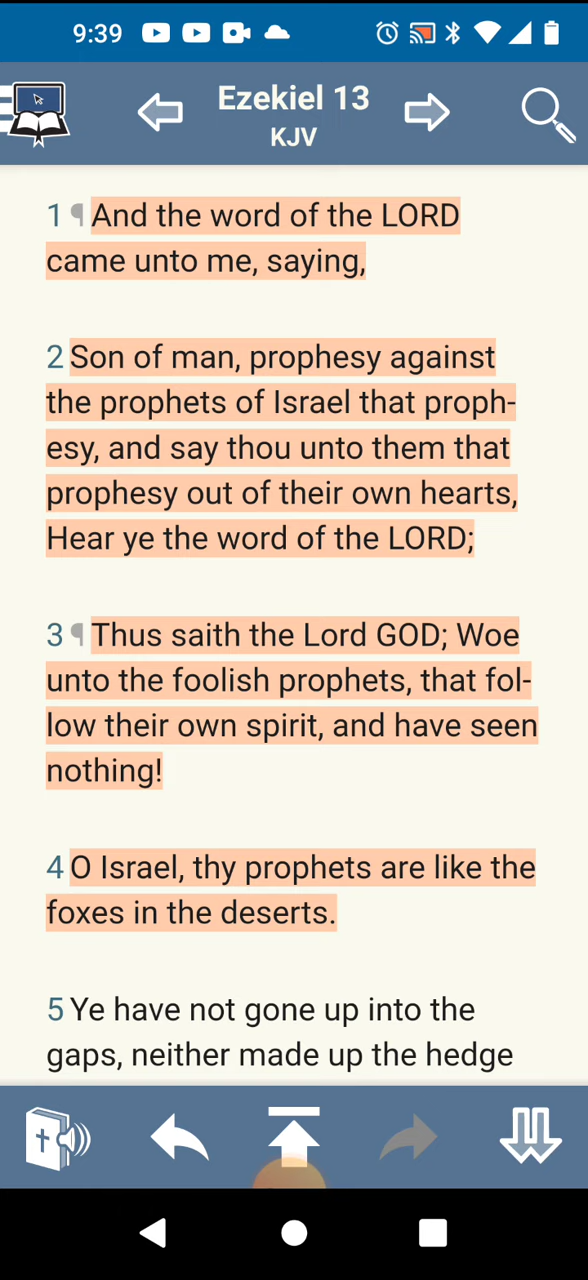 9:39
Ezekiel 13
KJV
1 ¶ And the word of the LORD
came unto me, saying,
2 Son of man, prophesy against
the prophets of Israel that proph-
esy, and say thou unto them that
prophesy out of their own hearts,
Hear ye the word of the LORD;
3 ¶ Thus saith the Lord GOD; Woe
unto the foolish prophets, that fol-
low their own spirit, and have seen
nothing!
4 O Israel, thy prophets are like the
foxes in the deserts.
5 Ye have not gone up into the
gaps, neither made up the hedge